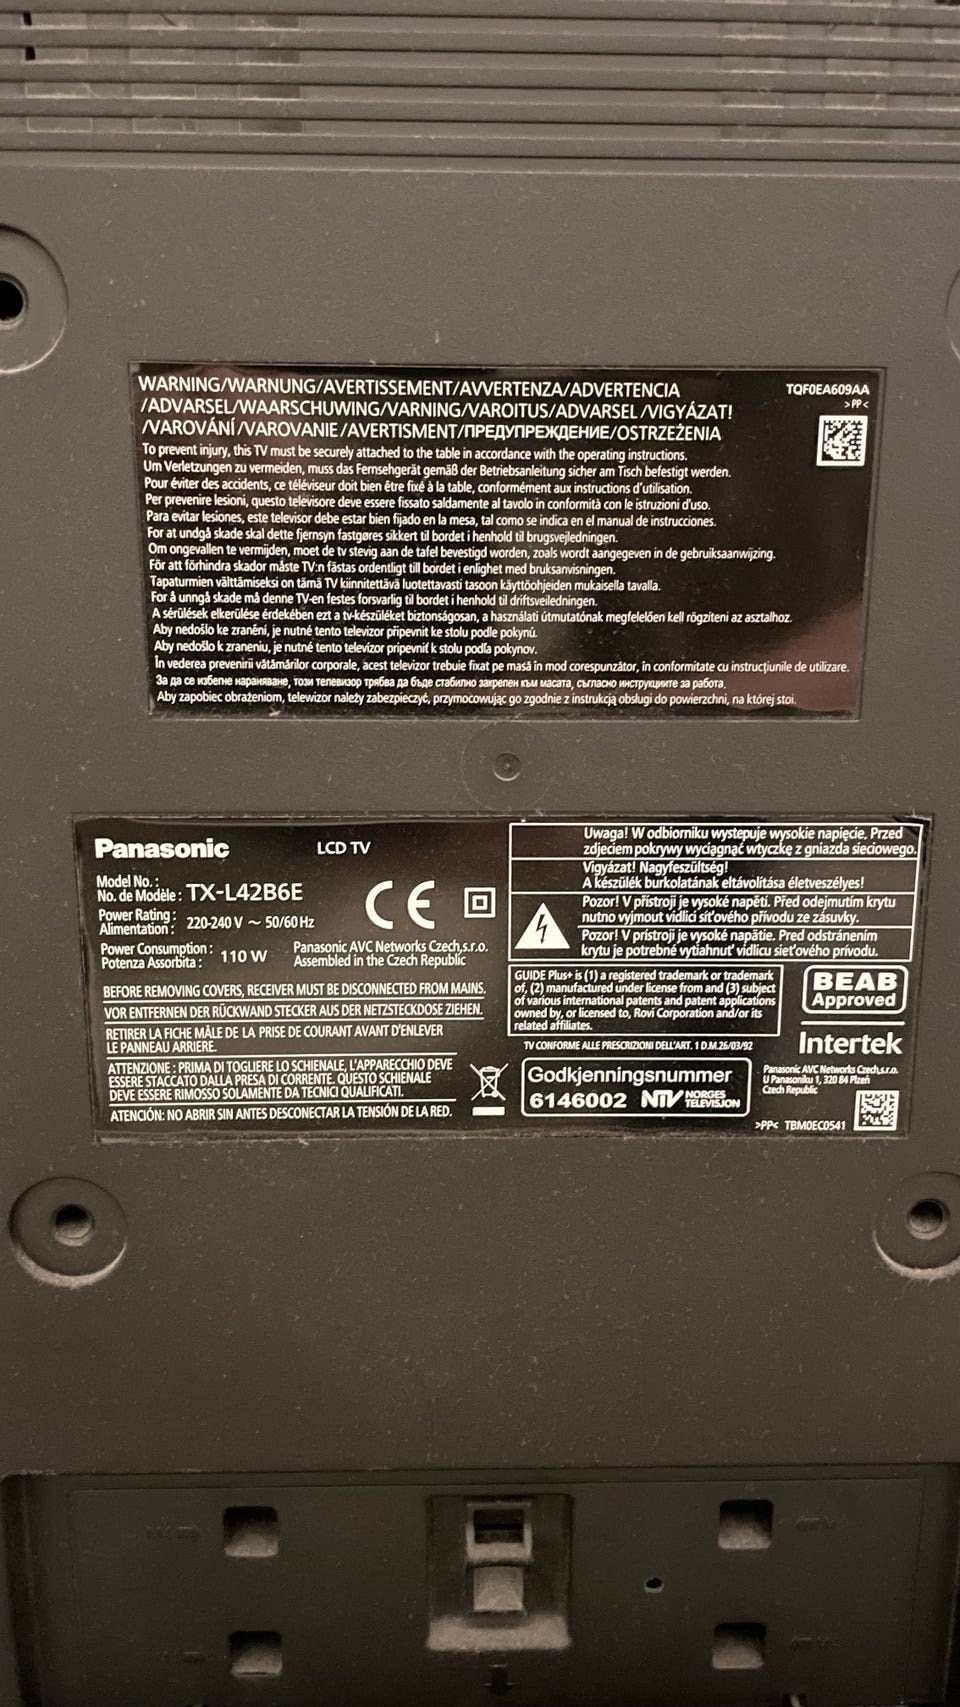 WARNING/WARNUNG/AVERTISSEMENT/AVVERTENZA/ADVERTENCIA
/ADVARSEL/WAARSCHUWING/VARNING/VAROITUS/ADVARSEL/VIGYÁZAT!
/VAROVÁNÍ/VAROVANIE/AVERTISMENT/ПРЕДУПРЕЖДЕНИЕ/OSTRZEŻENIA
TQF0EA609AA
>PP<
To prevent injury, this TV must be securely attached to the table in accordance with the operating instructions.
Um Verletzungen zu vermeiden, muss das Fernsehgerät gemäß der Betriebsanleitung sicher am Tisch befestigt werden.
Pour éviter des accidents, ce téléviseur doit bien être fixé à la table, conformément aux instructions d'utilisation.
Per prevenire lesioni, questo televisore deve essere fissato saldamente al tavolo in conformità con le istruzioni d'uso.
Para evitar lesiones, este televisor debe estar bien fijado en la mesa, tal como se indica en el manual de instrucciones.
For at undgå skade skal dette fjernsyn fastgøres sikkert til bordet i henhold til brugsvejledningen.
Om ongevallen te vermijden, moet de tv stevig aan de tafel bevestigd worden, zoals wordt aangegeven in de gebruiksaanwijzing.
För att förhindra skador måste TV:n fästas ordentligt till bordet i enlighet med bruksanvisningen.
Tapaturmien välttämiseksi on tämä TV kiinnitettävä luotettavasti tasoon käyttöohjeiden mukaisella tavalla.
For å unngå skade må denne TV-en festes forsvarlig til bordet i henhold til driftsveiledningen.
A sérülések elkerülése érdekében ezt a tv-készüléket biztonságosan, a használati útmutatónak megfelelően kell rögzíteni az asztalhoz.
Aby nedošlo ke zranění, je nutné tento televizor připevnit ke stolu podle pokynů.
Aby nedošlo k zraneniu, je nutné tento televízor pripevniť k stolu podľa pokynov.
În vederea prevenirii vătămărilor corporale, acest televizor trebuie fixat pe masă în mod corespunzător, în conformitate cu instrucţiunile de utilizare.
За да се избегне нараняване, този телевизор трябва да бъде стабилно закрепен към масата, съгласно инструкциите за работа.
Aby zapobiec obrażeniom, telewizor należy zabezpieczyć, przymocowując go zgodnie z instrukcją obsługi do powierzchni, na której stoi.
Panasonic LCD TV
Model No.:
No. de Modèle: TX-L42B6E
Power Rating:
Alimentation: 220-240 V ~ 50/60 Hz
Power Consumption:
Potenza Assorbita: 110 W
CE
Panasonic AVC Networks Czech,s.r.o.
Assembled in the Czech Republic
BEFORE REMOVING COVERS, RECEIVER MUST BE DISCONNECTED FROM MAINS.
VOR ENTFERNEN DER RÜCKWAND STECKER AUS DER NETZSTECKDOSE ZIEHEN.
RETIRER LA FICHE MÂLE DE LA PRISE DE COURANT AVANT D'ENLEVER
LE PANNEAU ARRIERE.
ATTENZIONE : PRIMA DI TOGLIERE LO SCHIENALE, L'APPARECCHIO DEVE
ESSERE STACCATO DALLA PRESA DI CORRENTE. QUESTO SCHIENALE
DEVE ESSERE RIMOSSO SOLAMENTE DA TECNICI QUALIFICATI.
ATENCIÓN: NO ABRIR SIN ANTES DESCONECTAR LA TENSIÓN DE LA RED.
Uwaga! W odbiorniku wystepuje wysokie napięcie. Przed
zdjeciem pokrywy wyciągnąć wtyczkę z gniazda sieciowego.
Vigyázat! Nagyfeszültség!
A készülék burkolatának eltávolítása életveszélyes!
Pozor! V přístroji je vysoké napětí. Před odejmutím krytu
nutno vyjmout vidlici síťového přívodu ze zásuvky.
Pozor! V prístroji je vysoké napätie. Pred odstránením
krytu je potrebné vytiahnuť vidlicu sieťového prívodu.
GUIDE Plus+ is (1) a registered trademark or trademark
of, (2) manufactured under license from and (3) subject
of various international patents and patent applications
owned by, or licensed to, Rovi Corporation and/or its
related affiliates.
BEAB
Approved
Intertek
TV CONFORME ALLE PRESCRIZIONI DELL'ART. 1 D.M.26/03/92
Godkjenningsnummer
6146002 NTV NORGES
TELEVISJON
Panasonic AVC Networks Czech,s.r.o.
U Panasoniku 1, 320 84 Plzeň
Czech Republic
>PP< TBM0EC0541